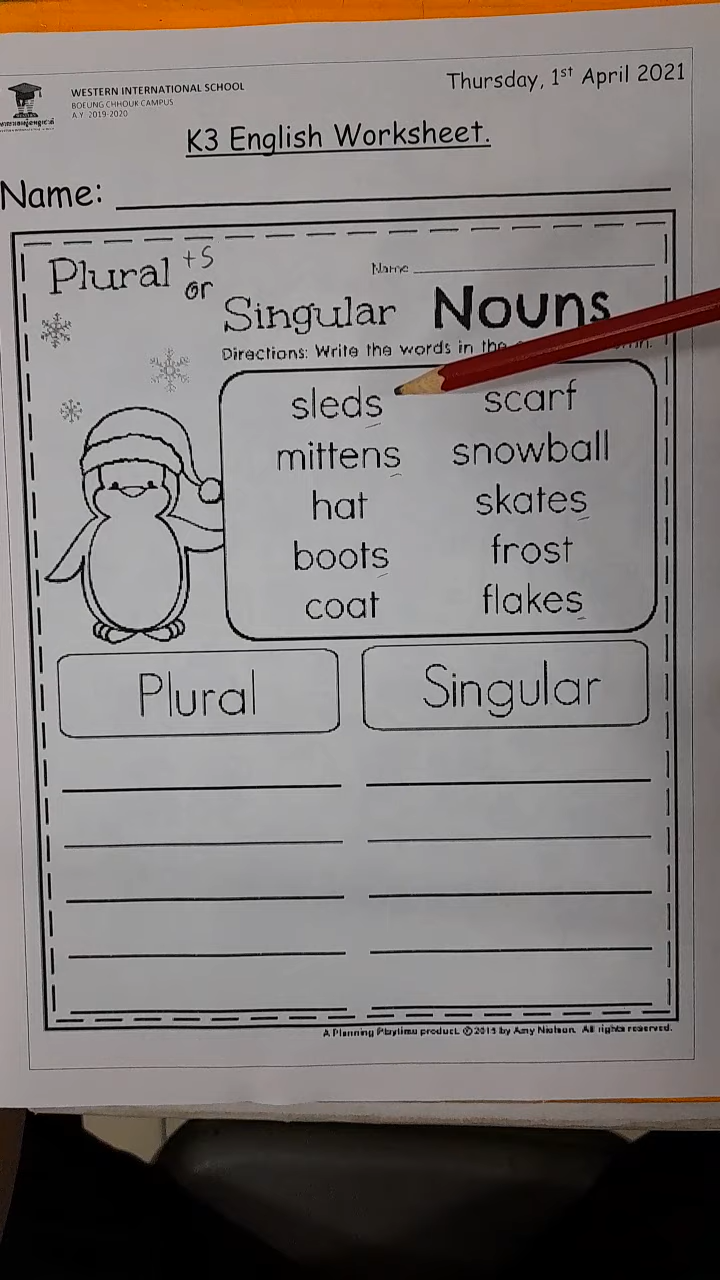 WESTERN INTERNATIONAL SCHOOL
BOEUNG CHHOUK CAMPUS
A.Y. 2019-2020
Thursday, 1st April 2021
K3 English Worksheet.
Name:
Plural +S
or
Name
Singular Nouns
Directions: Write the words in the
sleds scarf
mittens snowball
hat skates
boots frost
coat flakes
Plural Singular
A Planning Playtime product. © 2015 by Amy Nielson. All rights reserved.